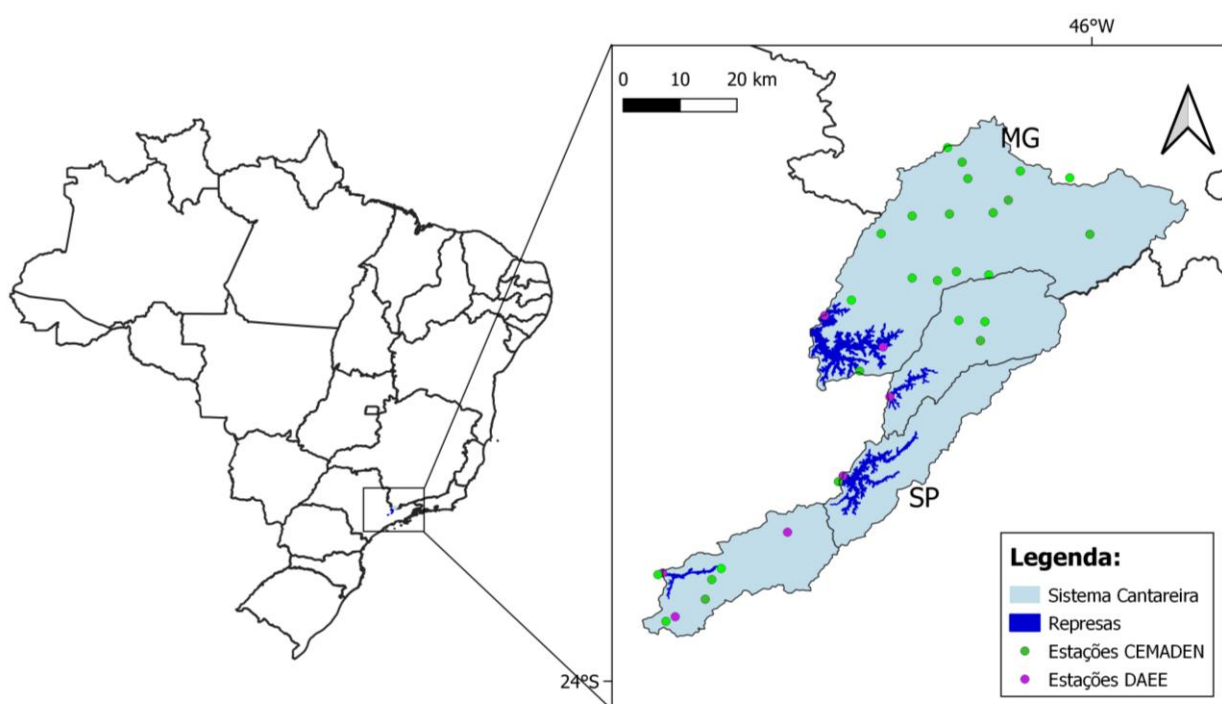 46°W
0 10 20 km
MG
SP
Legenda:
Sistema Cantareira
Represas
Estações CEMADEN
Estações DAEE
24°S